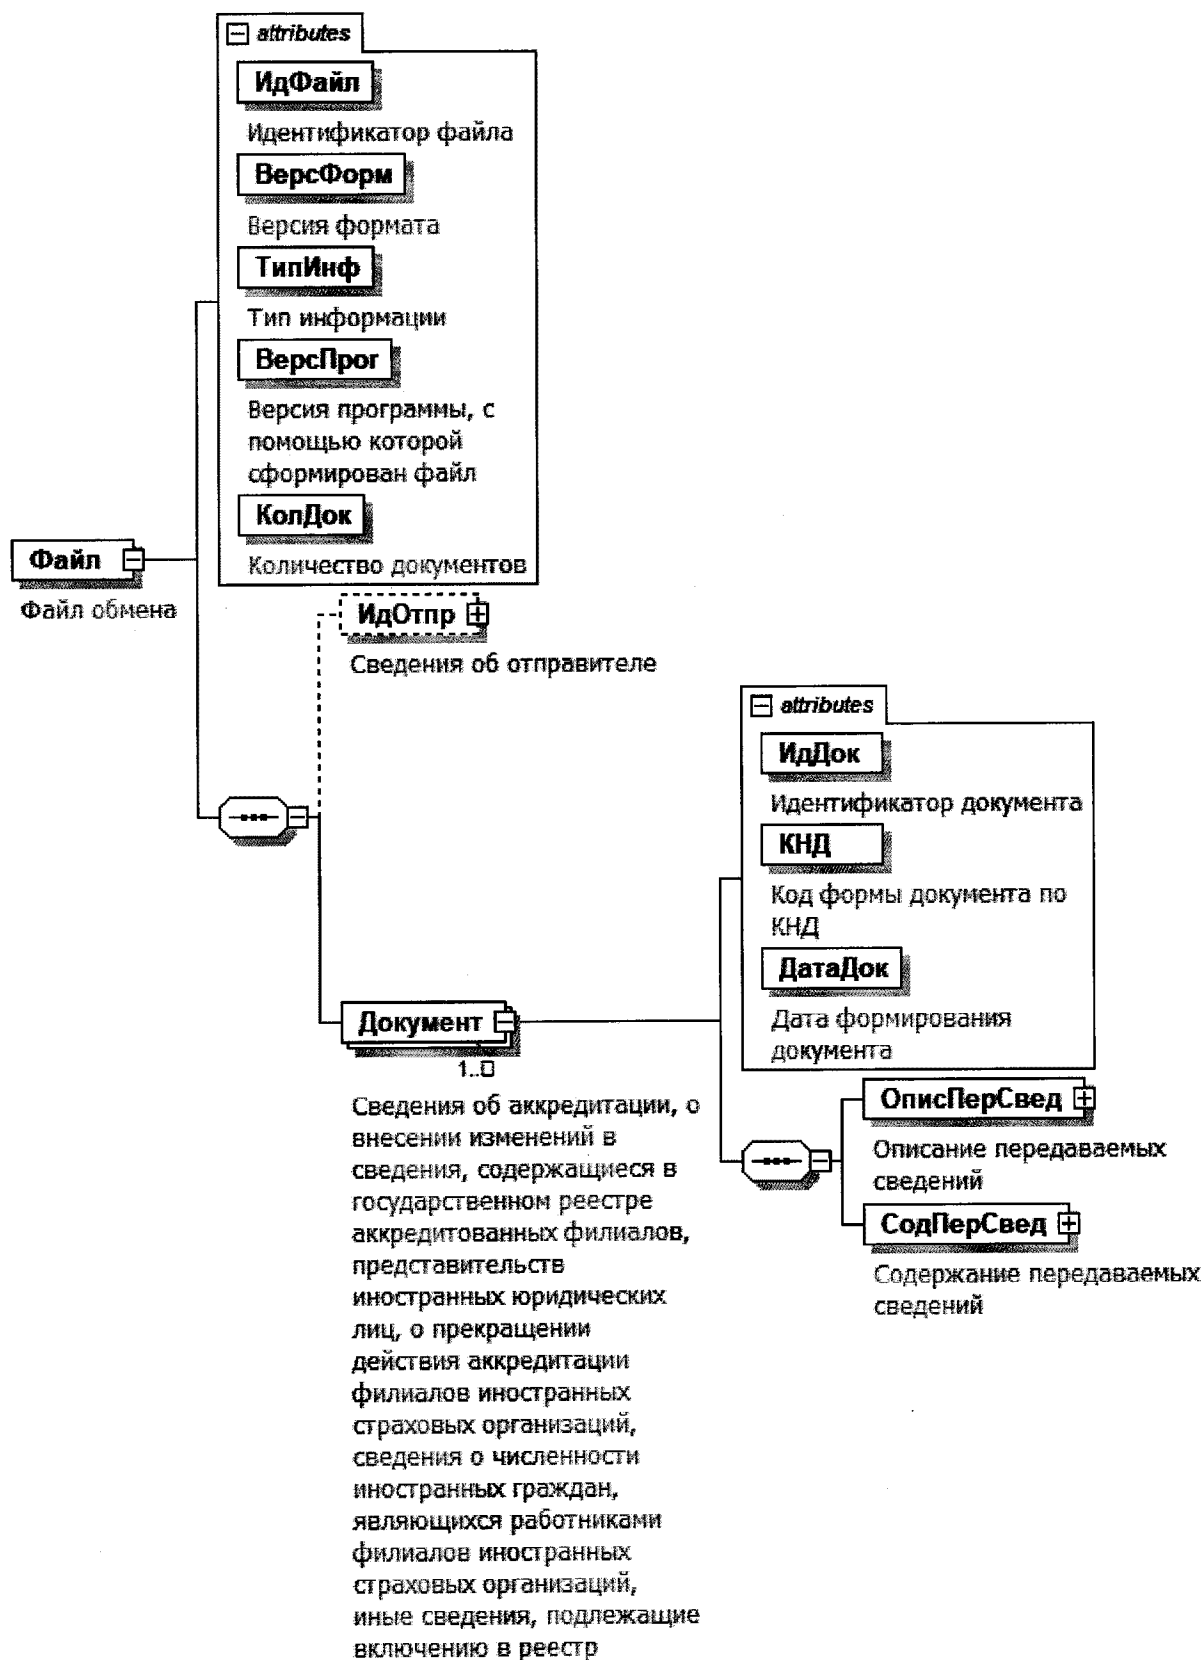 attributes
ИдФайл
Идентификатор файла
ВерсФорм
Версия формата
ТипИнф
Тип информации
ВерсПрог
Версия программы, с
помощью которой
сформирован файл
КолДок
Количество документов
Файл
Файл обмена
ИдОтпр
Сведения об отправителе
attributes
ИдДок
Идентификатор документа
КНД
Код формы документа по
КНД
ДатаДок
Дата формирования
документа
Документ
1..□
Сведения об аккредитации, о
внесении изменений в
сведения, содержащиеся в
государственном реестре
аккредитованных филиалов,
представительств
иностранных юридических
лиц, о прекращении
действия аккредитации
филиалов иностранных
страховых организаций,
сведения о численности
иностранных граждан,
являющихся работниками
филиалов иностранных
страховых организаций,
иные сведения, подлежащие
включению в реестр
ОписПерСвед
Описание передаваемых
сведений
СодПерСвед
Содержание передаваемых
сведений